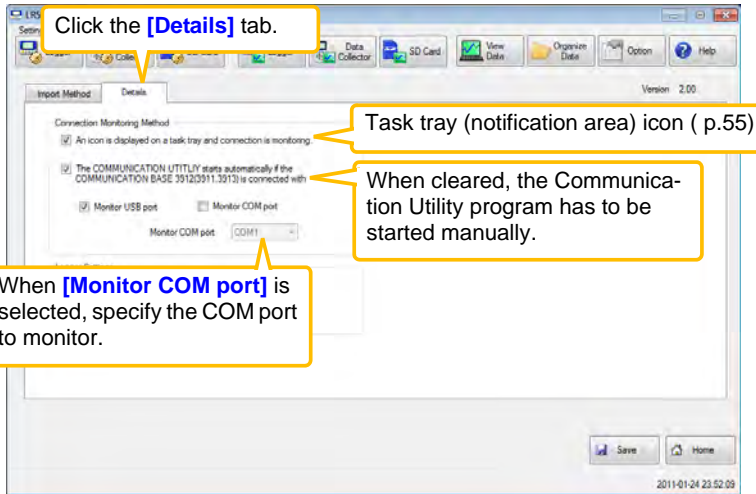 LR5
Click the [Details] tab.
Data
Collector
SD Card
View
Data
Organize
Data
Option
Help
Import Method
Details
Version 2.00
Connection Monitoring Method
An icon is displayed on a task tray and connection is monitoring.
Task tray (notification area) icon ( p.55)
The COMMUNICATION UTITLIY starts automatically if the
COMMUNICATION BASE 3912(3911.3913) is connected with
When cleared, the Communica-
tion Utility program has to be
started manually.
Monitor USB port
Monitor COM port
Monitor COM port
COM1
When [Monitor COM port] is
selected, specify the COM port
to monitor.
Save
Home
2011-01-24 23:52:09